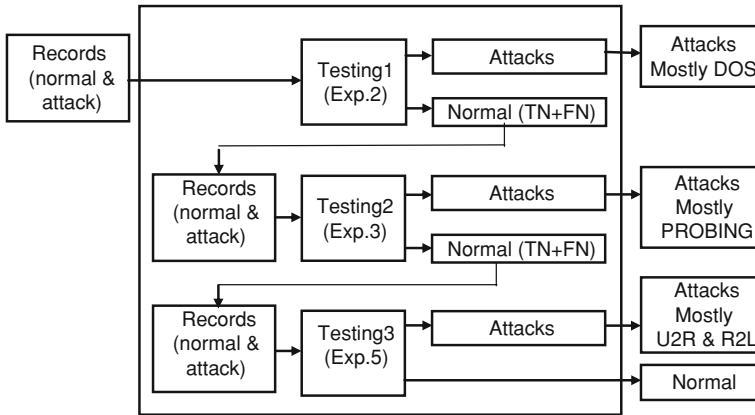 Records
(normal &
attack)
Testing1
(Exp.2)
Attacks
Normal (TN+FN)
Attacks
Mostly DOS
Records
(normal &
attack)
Testing2
(Exp.3)
Attacks
Normal (TN+FN)
Attacks
Mostly
PROBING
Records
(normal &
attack)
Testing3
(Exp.5)
Attacks
Attacks
Mostly
U2R & R2L
Normal